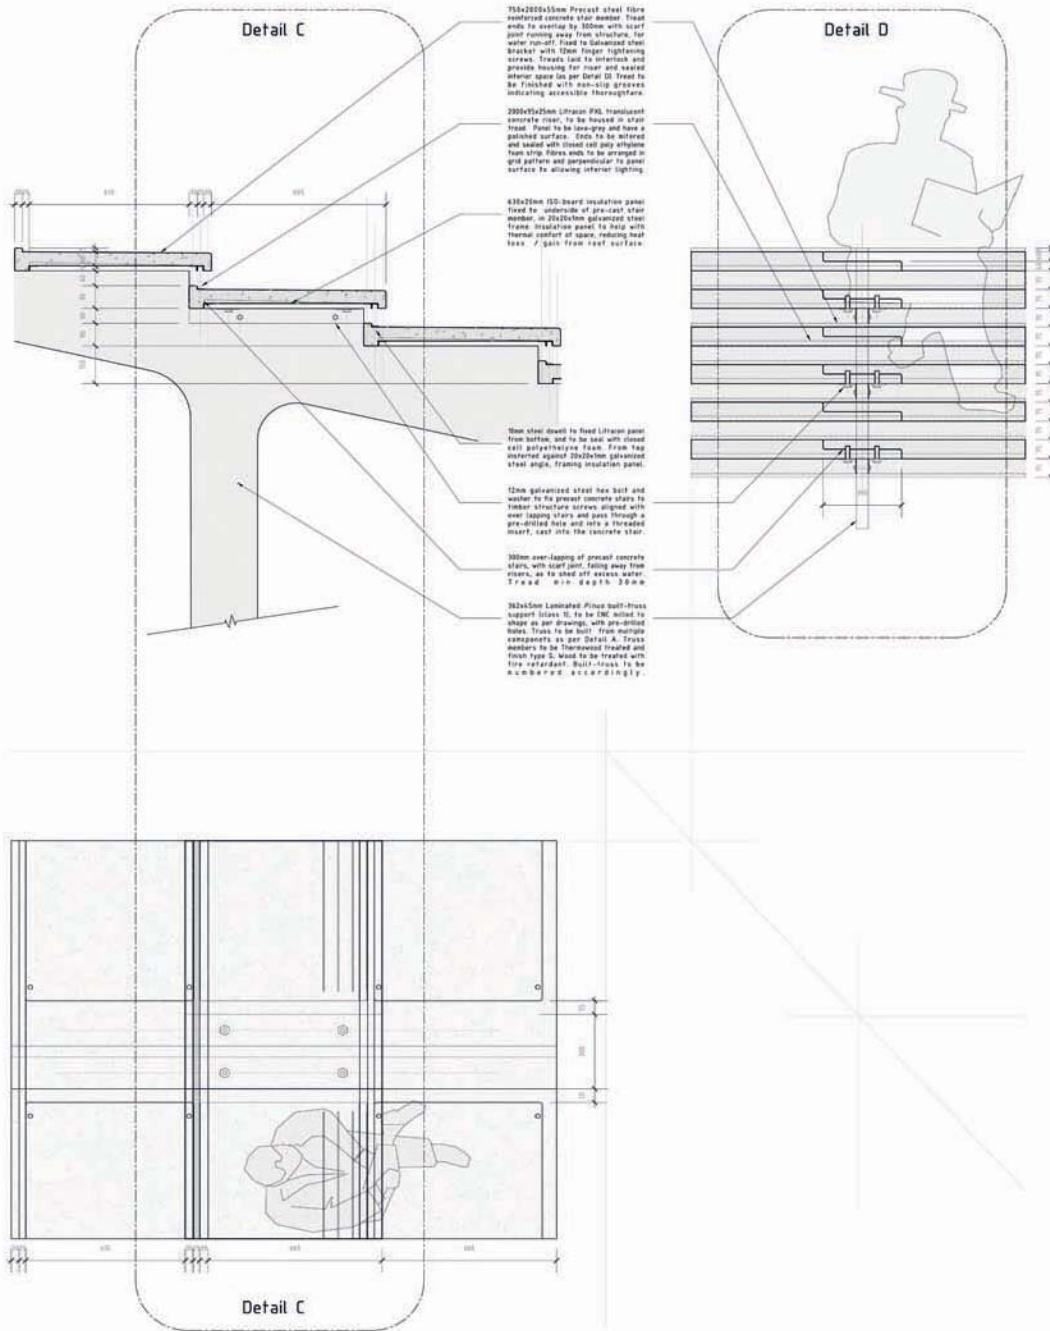 Detail C
Detail D
750x2000x55mm Precast steel fibre
reinforced concrete stair member. Tread
ends to overlap by 300mm with scarf
joint running away from structure, for
water run-off. Fixed to Galvanized steel
bracket with 12mm finger tightening
screws. Treads laid to interlock and
provide housing for riser and sealed
interior space (as per Detail D) Tread to
be finished with non-slip grooves
indicating accessible thoroughfare.
2000x95x25mm Litracon PXL translucent
concrete riser, to be housed in stair
tread. Panel to be lava-grey and have a
polished surface. Ends to be mitered
and sealed with closed cell poly ethylene
foam strip. Fibres ends to be arranged in
grid pattern and perpendicular to panel
surface to allowing interior lighting.
630x20mm ISO-board insulation panel
fixed to underside of pre-cast stair
member, in 20x20x1mm galvanized steel
frame. Insulation panel to help with
thermal comfort of space, reducing heat
loss / gain from roof surface.
10mm steel dowell to fixed Litracon panel
from bottom, and to be seal with closed
cell polyethelyne foam. From top
insterted against 20x20x1mm galvanized
steel angle, framing insulation panel.
12mm galvanized steel hex bolt and
washer to fix precast concrete stairs to
timber structure screws aligned with
over lapping stairs and pass through a
pre-drilled hole and into a threaded
insert, cast into the concrete stair.
300mm over-lapping of precast concrete
stairs, with scarf joint, falling away from
risers, as to shed off excess water.
Tread min depth 30mm
362x45mm Laminated Pinus built-truss
support (class 1), to be CNC milled to
shape as per drawings, with pre-drilled
holes. Truss to be built from multiple
componets as per Detail A. Truss
members to be Thermowood treated and
finish type S. Wood to be treated with
fire retardant. Built-truss to be
numbered accordingly.
Detail C